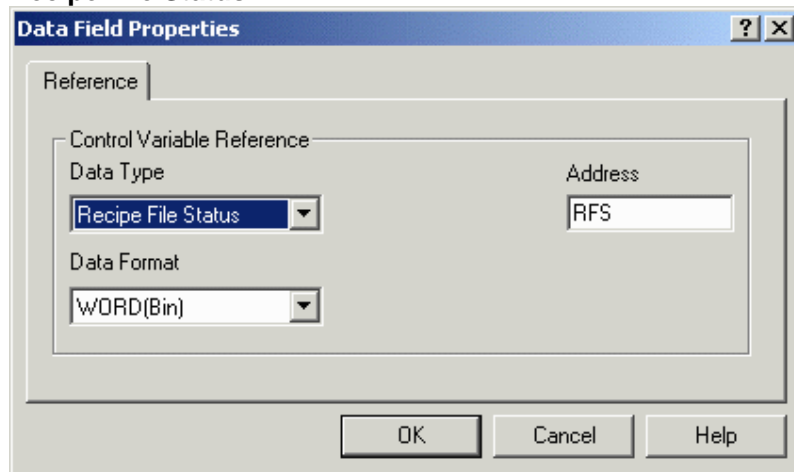 Data Field Properties
Reference
Control Variable Reference
Data Type
Address
Recipe File Status
RFS
Data Format
WORD(Bin)
OK
Cancel
Help